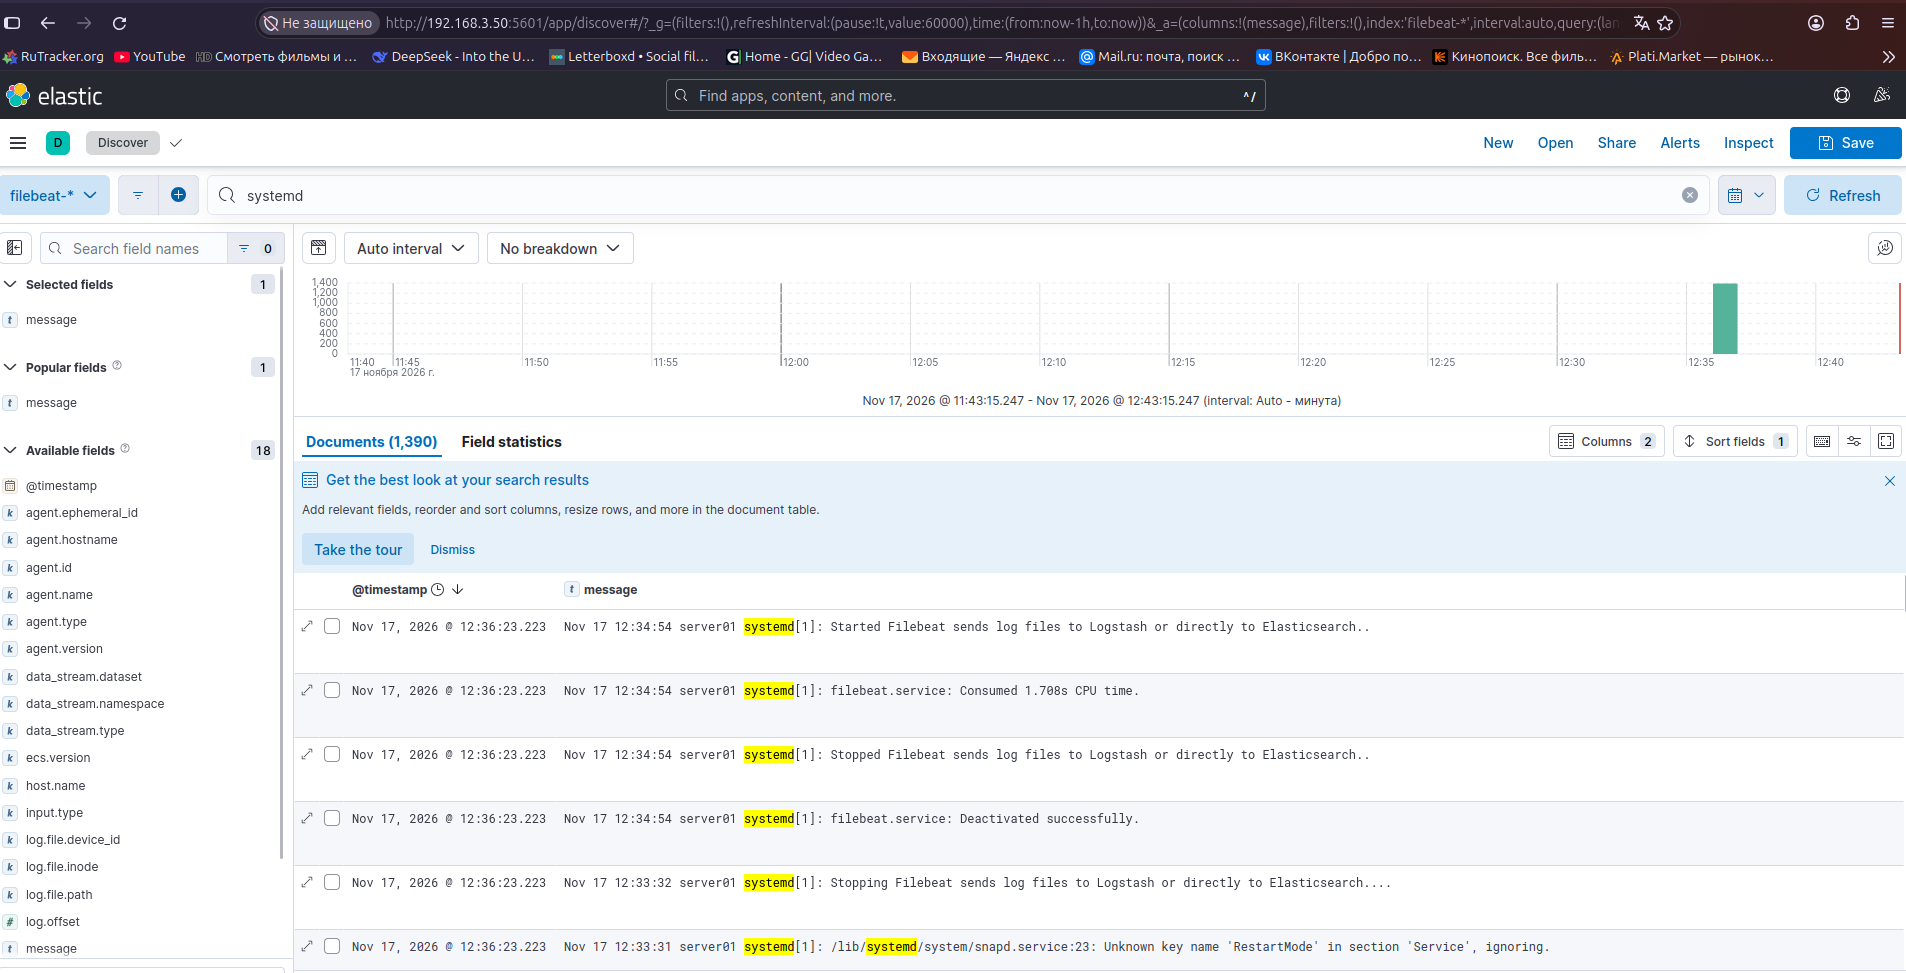 Не защищено http://192.168.3.50:5601/app/discover#/?_g=(filters:!(),refreshInterval:(pause:!t,value:60000),time:(from:now-1h,to:now))&_a=(columns:!(message),filters:!(),index:'filebeat-*',interval:auto,query:(lan
RuTracker.org YouTube HD Смотреть фильмы и ... DeepSeek - Into the U... Letterboxd • Social fil... Home - GG| Video Ga... Входящие — Яндекс ... Mail.ru: почта, поиск ... ВКонтакте | Добро по... Кинопоиск. Все филь... Plati.Market — рынок...
elastic Find apps, content, and more. ^ /
D Discover New Open Share Alerts Inspect Save
filebeat-* systemd Refresh
Search field names 0 Auto interval No breakdown
Selected fields 1
message
Popular fields 1
message
Available fields 18
@timestamp
agent.ephemeral_id
agent.hostname
agent.id
agent.name
agent.type
agent.version
data_stream.dataset
data_stream.namespace
data_stream.type
ecs.version
host.name
input.type
log.file.device_id
log.file.inode
log.file.path
log.offset
message
1,400
1,200
1,000
800
600
400
200
0
11:40 11:45 11:50 11:55 12:00 12:05 12:10 12:15 12:20 12:25 12:30 12:35 12:40
17 ноября 2026 г.
Nov 17, 2026 @ 11:43:15.247 - Nov 17, 2026 @ 12:43:15.247 (interval: Auto - минута)
Documents (1,390) Field statistics Columns 2 Sort fields 1
Get the best look at your search results
Add relevant fields, reorder and sort columns, resize rows, and more in the document table.
Take the tour Dismiss
@timestamp t message
Nov 17, 2026 @ 12:36:23.223 Nov 17 12:34:54 server01 systemd[1]: Started Filebeat sends log files to Logstash or directly to Elasticsearch..
Nov 17, 2026 @ 12:36:23.223 Nov 17 12:34:54 server01 systemd[1]: filebeat.service: Consumed 1.708s CPU time.
Nov 17, 2026 @ 12:36:23.223 Nov 17 12:34:54 server01 systemd[1]: Stopped Filebeat sends log files to Logstash or directly to Elasticsearch..
Nov 17, 2026 @ 12:36:23.223 Nov 17 12:34:54 server01 systemd[1]: filebeat.service: Deactivated successfully.
Nov 17, 2026 @ 12:36:23.223 Nov 17 12:33:32 server01 systemd[1]: Stopping Filebeat sends log files to Logstash or directly to Elasticsearch....
Nov 17, 2026 @ 12:36:23.223 Nov 17 12:33:31 server01 systemd[1]: /lib/systemd/system/snapd.service:23: Unknown key name 'RestartMode' in section 'Service', ignoring.